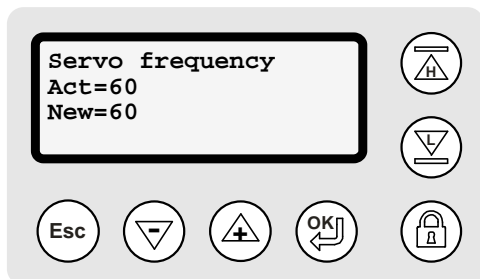 Servo frequency
Act=60
New=60
H
L
Esc
-
+
OK